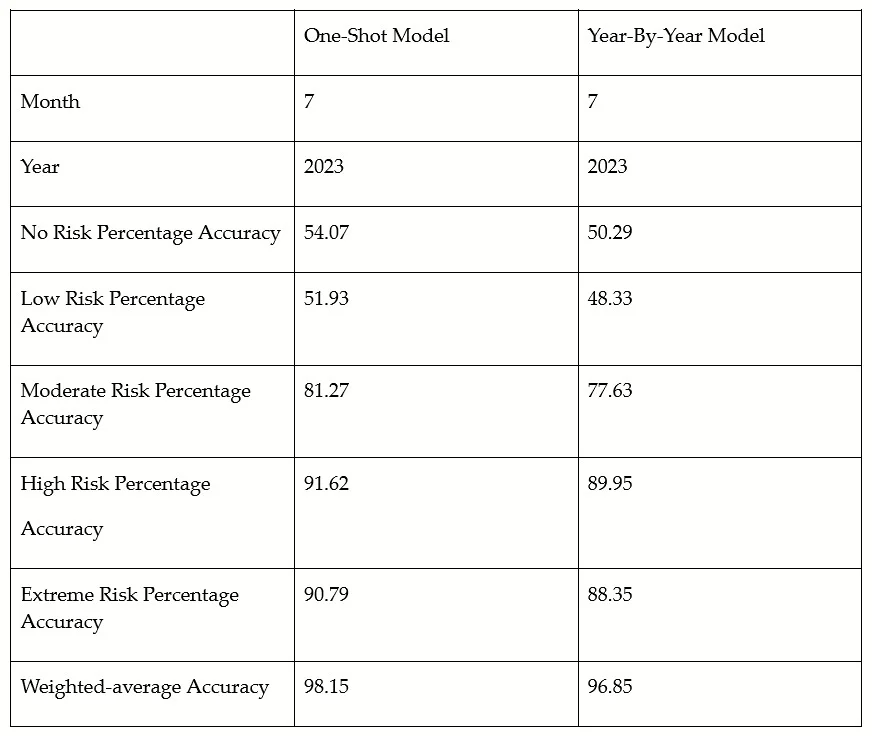 One-Shot Model Year-By-Year Model
Month 7 7
Year 2023 2023
No Risk Percentage Accuracy 54.07 50.29
Low Risk Percentage 51.93 48.33
Accuracy
Moderate Risk Percentage 81.27 77.63
Accuracy
High Risk Percentage 91.62 89.95
Accuracy
Extreme Risk Percentage 90.79 88.35
Accuracy
Weighted-average Accuracy 98.15 96.85